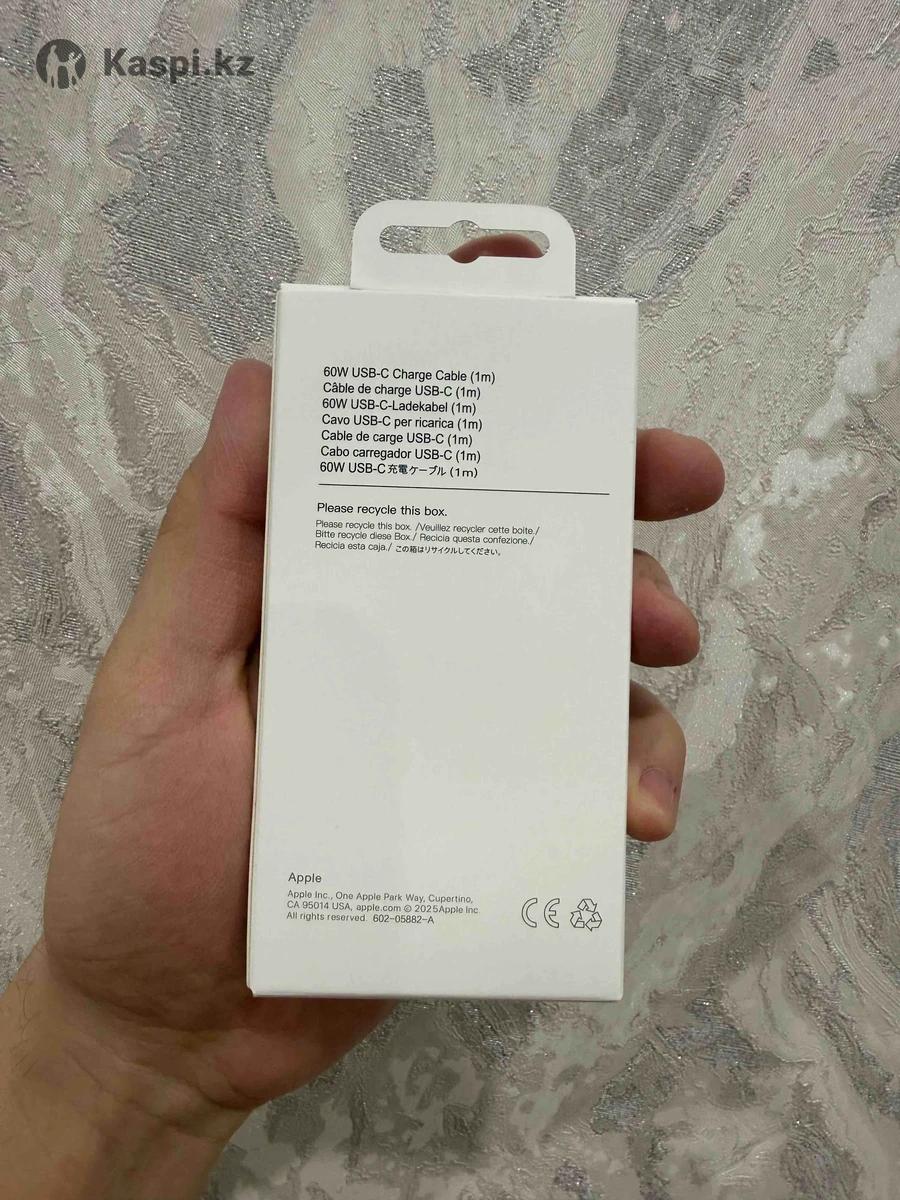 Kaspi.kz
60W USB-C Charge Cable (1m)
Câble de charge USB-C (1m)
60W USB-C-Ladekabel (1m)
Cavo USB-C per ricarica (1m)
Cable de carge USB-C (1m)
Cabo carregador USB-C (1m)
60W USB-C充電ケーブル (1m)
Please recycle this box.
Please recycle this box. /Veuillez recycler cette boite./
Bitte recycle diese Box./ Recicia questa confezione./
Recicia esta caja./ この箱はリサイクルしてください。
Apple
Apple Inc., One Apple Park Way, Cupertino,
CA 95014 USA, apple.com © 2025Apple Inc.
All rights reserved. 602-05882-A
CE